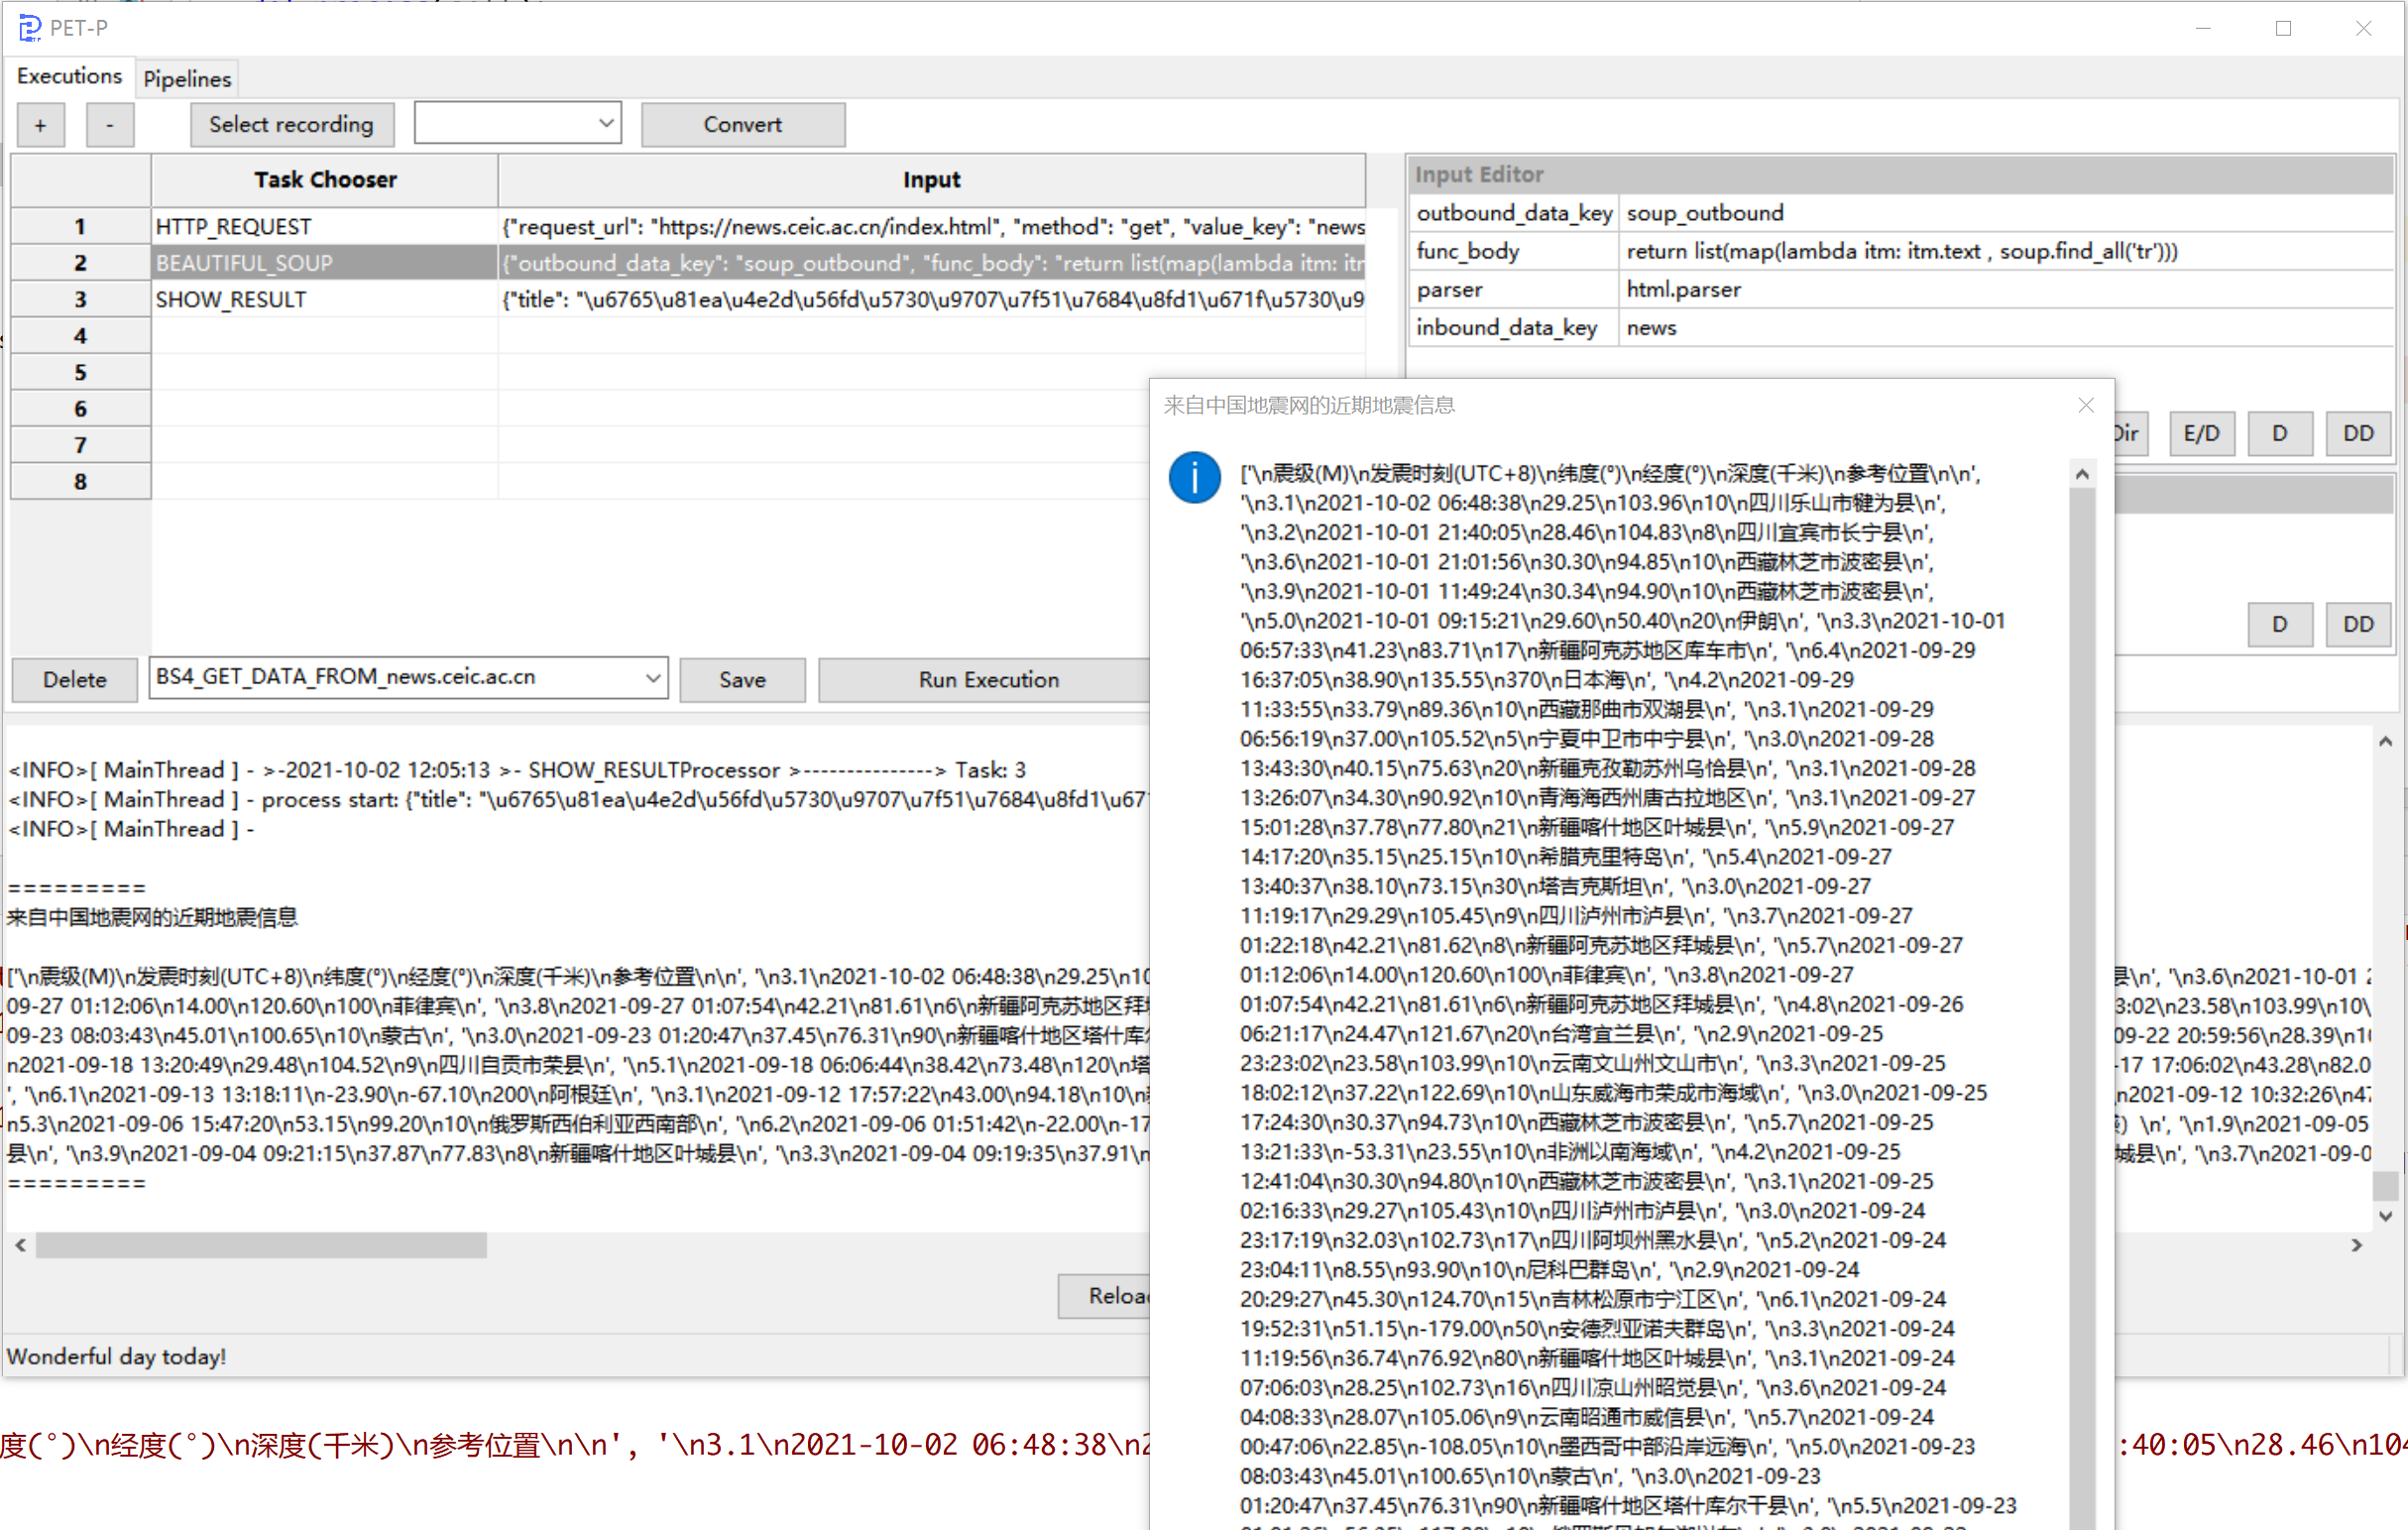 PET-P
Executions
Pipelines
+
-
Select recording
Convert
Task Chooser
Input
1
HTTP_REQUEST
{"request_url": "https://news.ceic.ac.cn/index.html", "method": "get", "value_key": "news
2
BEAUTIFUL_SOUP
{"outbound_data_key": "soup_outbound", "func_body": "return list(map(lambda itm: itr
3
SHOW_RESULT
{"title": "\u6765\u81ea\u4e2d\u56fd\u5730\u9707\u7f51\u7684\u8fd1\u671f\u5730\u9
4
5
6
7
8
Input Editor
outbound_data_key
soup_outbound
func_body
return list(map(lambda itm: itm.text , soup.find_all('tr')))
parser
html.parser
inbound_data_key
news
Dir
E/D
D
DD
D
DD
Delete
BS4_GET_DATA_FROM_news.ceic.ac.cn
Save
Run Execution
<INFO>[ MainThread ] - >-2021-10-02 12:05:13 >- SHOW_RESULTProcessor >---------------> Task: 3
<INFO>[ MainThread ] - process start: {"title": "\u6765\u81ea\u4e2d\u56fd\u5730\u9707\u7f51\u7684\u8fd1\u67
<INFO>[ MainThread ] -
=========
来自中国地震网的近期地震信息
['\n震级(M)\n发震时刻(UTC+8)\n纬度(°)\n经度(°)\n深度(千米)\n参考位置\n\n', '\n3.1\n2021-10-02 06:48:38\n29.25\n10
县\n', '\n3.6\n2021-10-01 2
09-27 01:12:06\n14.00\n120.60\n100\n菲律宾\n', '\n3.8\n2021-09-27 01:07:54\n42.21\n81.61\n6\n新疆阿克苏地区拜城
3:02\n23.58\n103.99\n10\
09-23 08:03:43\n45.01\n100.65\n10\n蒙古\n', '\n3.0\n2021-09-23 01:20:47\n37.45\n76.31\n90\n新疆喀什地区塔什库尔
09-22 20:59:56\n28.39\n1
\n2021-09-18 13:20:49\n29.48\n104.52\n9\n四川自贡市荣县\n', '\n5.1\n2021-09-18 06:06:44\n38.42\n73.48\n120\n塔
-17 17:06:02\n43.28\n82.0
', '\n6.1\n2021-09-13 13:18:11\n-23.90\n-67.10\n200\n阿根廷\n', '\n3.1\n2021-09-12 17:57:22\n43.00\n94.18\n10\n
\n2021-09-12 10:32:26\n47
n5.3\n2021-09-06 15:47:20\n53.15\n99.20\n10\n俄罗斯西伯利亚西南部\n', '\n6.2\n2021-09-06 01:51:42\n-22.00\n-17
) \n', '\n1.9\n2021-09-05
县\n', '\n3.9\n2021-09-04 09:21:15\n37.87\n77.83\n8\n新疆喀什地区叶城县\n', '\n3.3\n2021-09-04 09:19:35\n37.91\
城县\n', '\n3.7\n2021-09-0
=========
Reload
Wonderful day today!
来自中国地震网的近期地震信息
['\n震级(M)\n发震时刻(UTC+8)\n纬度(°)\n经度(°)\n深度(千米)\n参考位置\n\n',
'\n3.1\n2021-10-02 06:48:38\n29.25\n103.96\n10\n四川乐山市犍为县\n',
'\n3.2\n2021-10-01 21:40:05\n28.46\n104.83\n8\n四川宜宾市长宁县\n',
'\n3.6\n2021-10-01 21:01:56\n30.30\n94.85\n10\n西藏林芝市波密县\n',
'\n3.9\n2021-10-01 11:49:24\n30.34\n94.90\n10\n西藏林芝市波密县\n',
'\n5.0\n2021-10-01 09:15:21\n29.60\n50.40\n20\n伊朗\n', '\n3.3\n2021-10-01
06:57:33\n41.23\n83.71\n17\n新疆阿克苏地区库车市\n', '\n6.4\n2021-09-29
16:37:05\n38.90\n135.55\n370\n日本海\n', '\n4.2\n2021-09-29
11:33:55\n33.79\n89.36\n10\n西藏那曲市双湖县\n', '\n3.1\n2021-09-29
06:56:19\n37.00\n105.52\n5\n宁夏中卫市中宁县\n', '\n3.0\n2021-09-28
13:43:30\n40.15\n75.63\n20\n新疆克孜勒苏州乌恰县\n', '\n3.1\n2021-09-28
13:26:07\n34.30\n90.92\n10\n青海海西州唐古拉地区\n', '\n3.1\n2021-09-27
15:01:28\n37.78\n77.80\n21\n新疆喀什地区叶城县\n', '\n5.9\n2021-09-27
14:17:20\n35.15\n25.15\n10\n希腊克里特岛\n', '\n5.4\n2021-09-27
13:40:37\n38.10\n73.15\n30\n塔吉克斯坦\n', '\n3.0\n2021-09-27
11:19:17\n29.29\n105.45\n9\n四川泸州市泸县\n', '\n3.7\n2021-09-27
01:22:18\n42.21\n81.62\n8\n新疆阿克苏地区拜城县\n', '\n5.7\n2021-09-27
01:12:06\n14.00\n120.60\n100\n菲律宾\n', '\n3.8\n2021-09-27
01:07:54\n42.21\n81.61\n6\n新疆阿克苏地区拜城县\n', '\n4.8\n2021-09-26
06:21:17\n24.47\n121.67\n20\n台湾宜兰县\n', '\n2.9\n2021-09-25
23:23:02\n23.58\n103.99\n10\n云南文山州文山市\n', '\n3.3\n2021-09-25
18:02:12\n37.22\n122.69\n10\n山东威海市荣成市海域\n', '\n3.0\n2021-09-25
17:24:30\n30.37\n94.73\n10\n西藏林芝市波密县\n', '\n5.7\n2021-09-25
13:21:33\n-53.31\n23.55\n10\n非洲以南海域\n', '\n4.2\n2021-09-25
12:41:04\n30.30\n94.80\n10\n西藏林芝市波密县\n', '\n3.1\n2021-09-25
02:16:33\n29.27\n105.43\n10\n四川泸州市泸县\n', '\n3.0\n2021-09-24
23:17:19\n32.03\n102.73\n17\n四川阿坝州黑水县\n', '\n5.2\n2021-09-24
23:04:11\n8.55\n93.90\n10\n尼科巴群岛\n', '\n2.9\n2021-09-24
20:29:27\n45.30\n124.70\n15\n吉林松原市宁江区\n', '\n6.1\n2021-09-24
19:52:31\n51.15\n-179.00\n50\n安德烈亚诺夫群岛\n', '\n3.3\n2021-09-24
11:19:56\n36.74\n76.92\n80\n新疆喀什地区叶城县\n', '\n3.1\n2021-09-24
07:06:03\n28.25\n102.73\n16\n四川凉山州昭觉县\n', '\n3.6\n2021-09-24
04:08:33\n28.07\n105.06\n9\n云南昭通市威信县\n', '\n5.7\n2021-09-24
00:47:06\n22.85\n-108.05\n10\n墨西哥中部沿岸远海\n', '\n5.0\n2021-09-23
08:03:43\n45.01\n100.65\n10\n蒙古\n', '\n3.0\n2021-09-23
01:20:47\n37.45\n76.31\n90\n新疆喀什地区塔什库尔干县\n', '\n5.5\n2021-09-23
度(°)\n经度(°)\n深度(千米)\n参考位置\n\n', '\n3.1\n2021-10-02 06:48:38\n2
:40:05\n28.46\n104